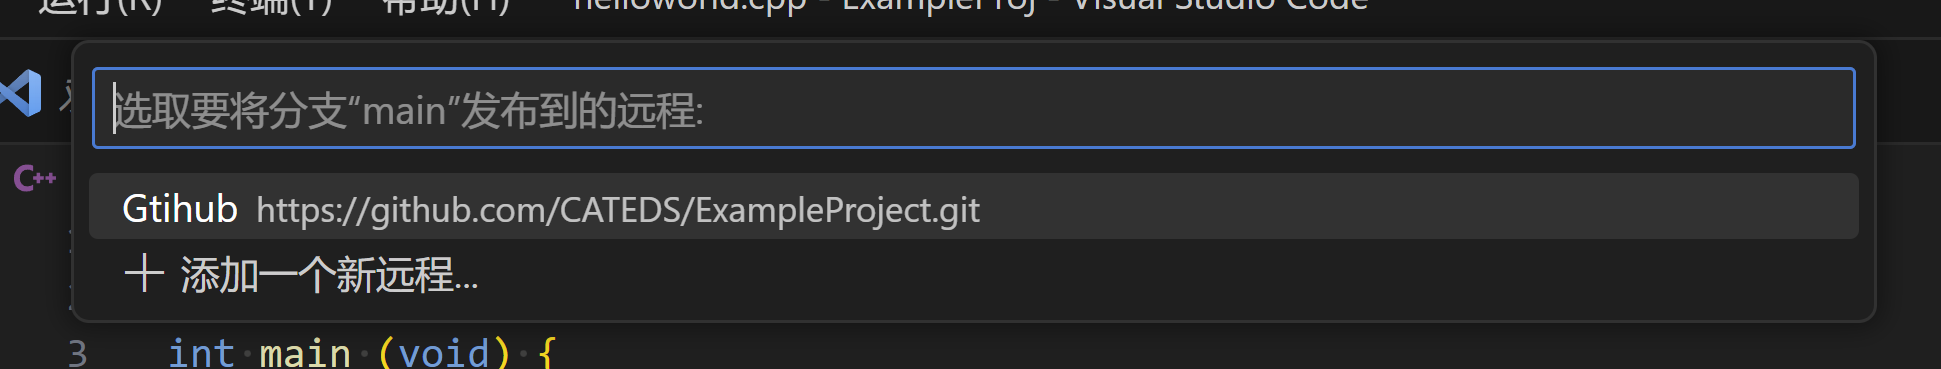 运行(R) 终端(T) 帮助(H) helloworld.cpp - ExampleProj - Visual Studio Code
选取要将分支“main”发布到的远程:
C++
Gtihub https://github.com/CATEDS/ExampleProject.git
添加一个新远程...
3 int main (void) {